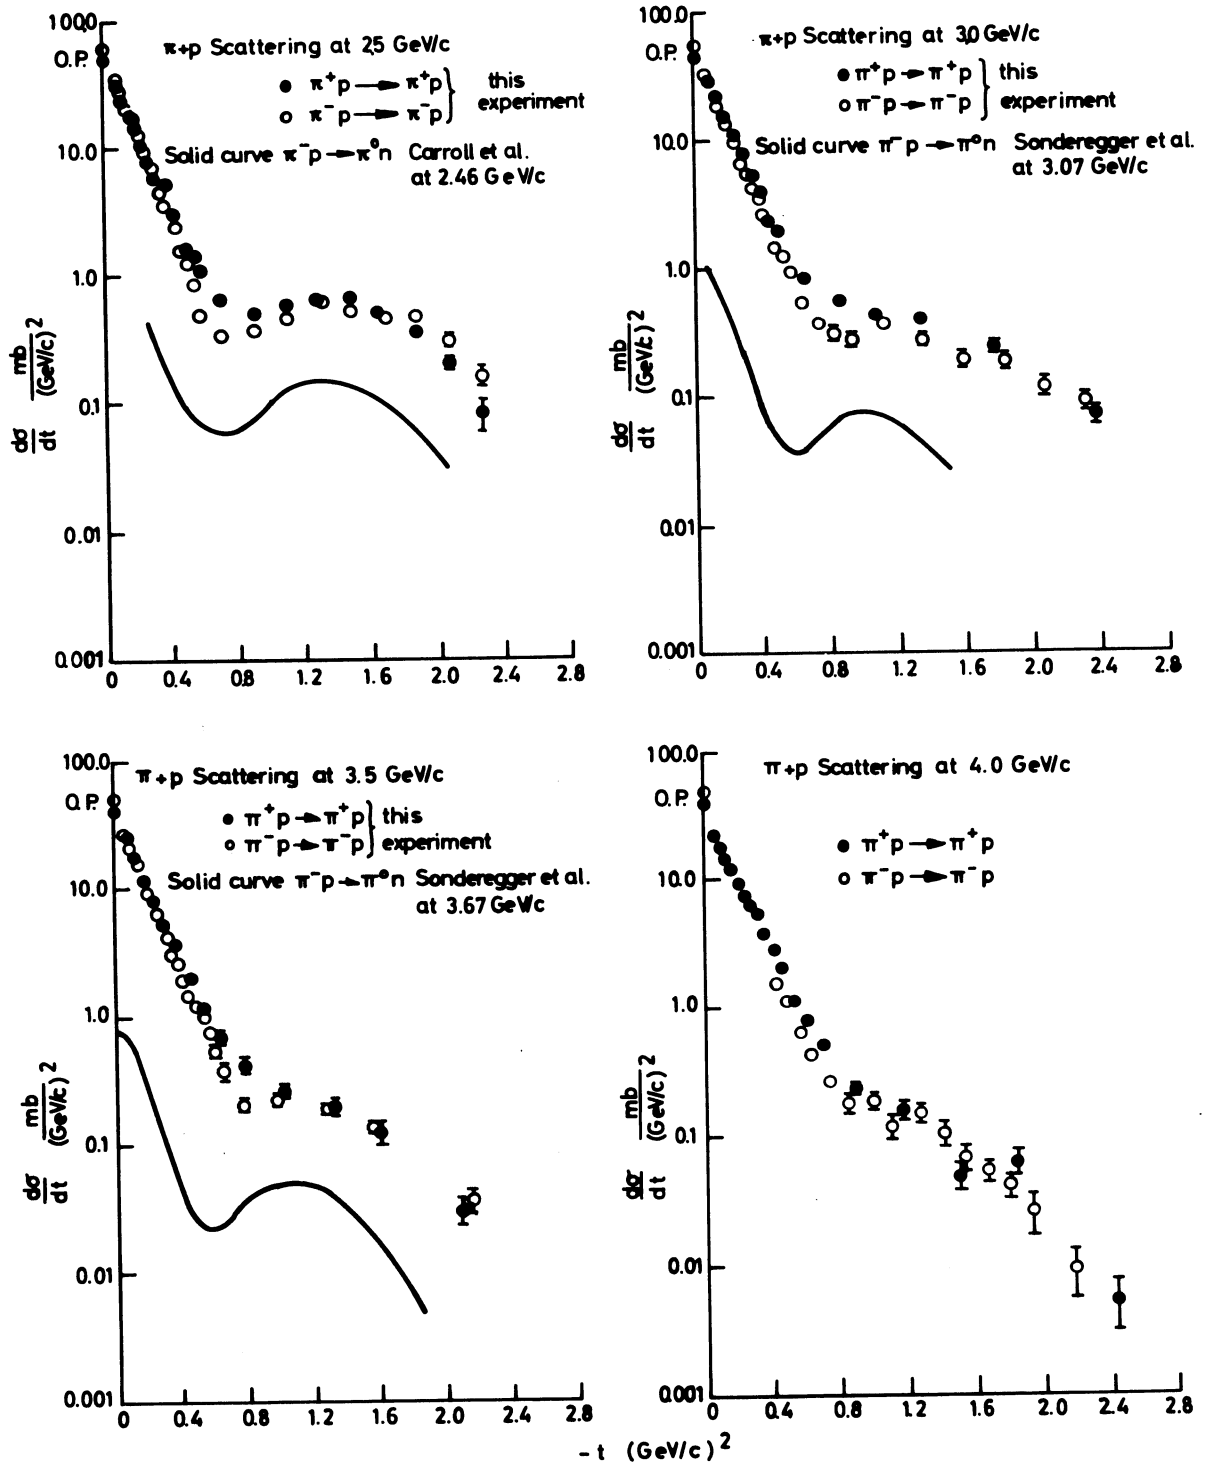 100.0
π+p Scattering at 2.5 GeV/c
O.P.
● π⁺p → π⁺p } this
○ π⁻p → π⁻p } experiment
10.0
Solid curve π⁻p → π⁰n Carroll et al.
at 2.46 GeV/c
1.0
dσ/dt mb/(GeV/c)²
0.1
0.01
0.001
0 0.4 0.8 1.2 1.6 2.0 2.4 2.8
100.0
π+p Scattering at 3.0 GeV/c
O.P.
● π⁺p → π⁺p } this
○ π⁻p → π⁻p } experiment
10.0
Solid curve π⁻p → π⁰n Sonderegger et al.
at 3.07 GeV/c
1.0
dσ/dt mb/(GeV/c)²
0.1
0.01
0.001
0 0.4 0.8 1.2 1.6 2.0 2.4 2.8
100.0
π+p Scattering at 3.5 GeV/c
O.P.
● π⁺p → π⁺p } this
○ π⁻p → π⁻p } experiment
Solid curve π⁻p → π⁰n Sonderegger et al.
10.0
at 3.67 GeV/c
1.0
dσ/dt mb/(GeV/c)²
0.1
0.01
0.001
0 0.4 0.8 1.2 1.6 2.0 2.4 2.8
100.0
π+p Scattering at 4.0 GeV/c
O.P.
● π⁺p → π⁺p
○ π⁻p → π⁻p
10.0
1.0
dσ/dt mb/(GeV/c)²
0.1
0.01
0.001
0 0.4 0.8 1.2 1.6 2.0 2.4 2.8
-t (GeV/c)²